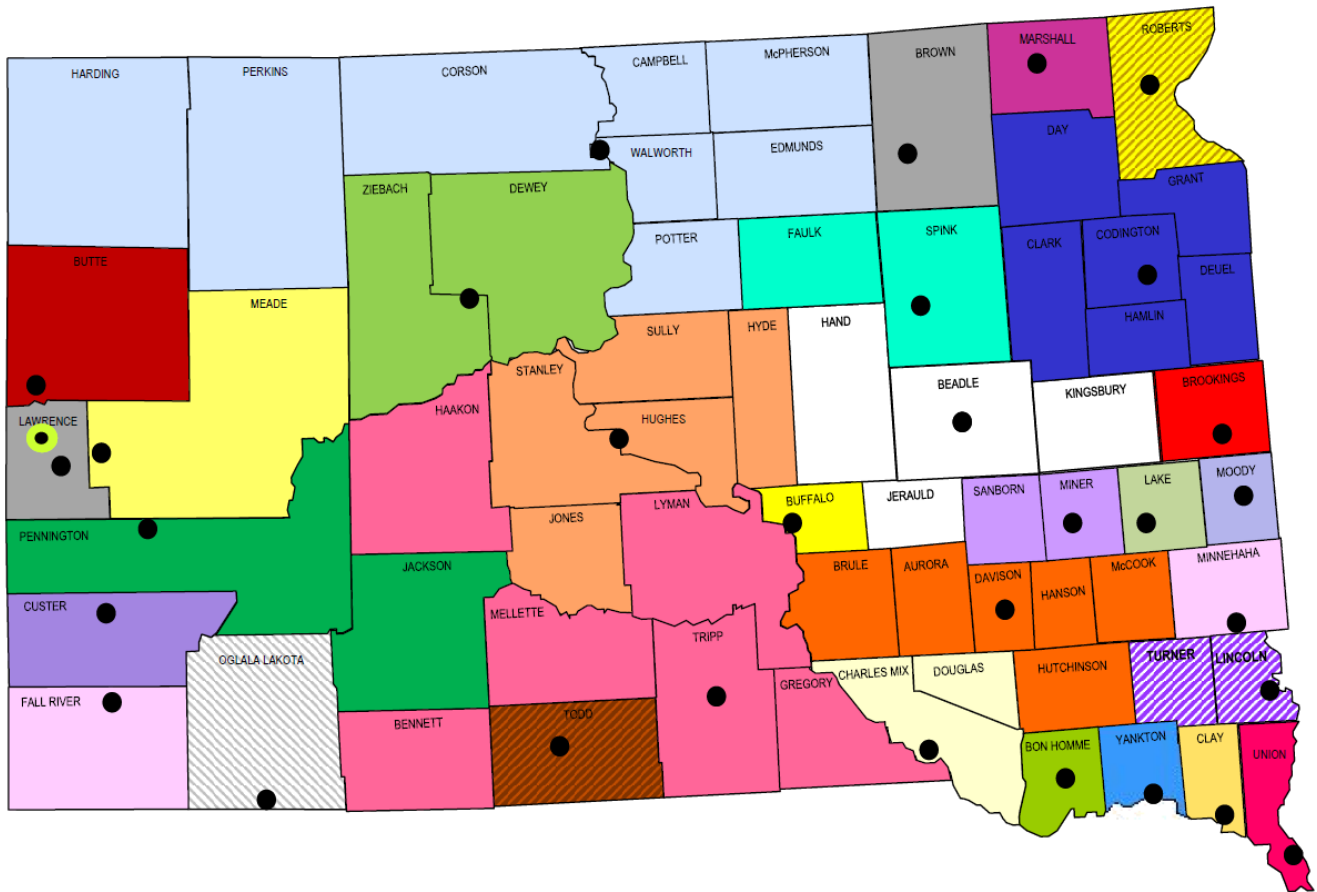 ROBERTS
MARSHALL
BROWN
McPHERSON
CAMPBELL
CORSON
PERKINS
HARDING
DAY
EDMUNDS
WALWORTH
GRANT
DEWEY
ZIEBACH
SPINK
CODINGTON
FAULK
POTTER
CLARK
BUTTE
DEUEL
MEADE
HAMLIN
HAND
HYDE
SULLY
STANLEY
BROOKINGS
BEADLE
KINGSBURY
HAAKON
HUGHES
LAWRENCE
MOODY
LAKE
MINER
SANBORN
JERAULD
BUFFALO
LYMAN
JONES
PENNINGTON
MINNEHAHA
McCOOK
AURORA
BRULE
JACKSON
DAVISON
HANSON
CUSTER
MELLETTE
TRIPP
TURNER
LINCOLN
OGLALA LAKOTA
HUTCHINSON
DOUGLAS
CHARLES MIX
GREGORY
FALL RIVER
TODD
BENNETT
YANKTON
CLAY
BON HOMME
UNION